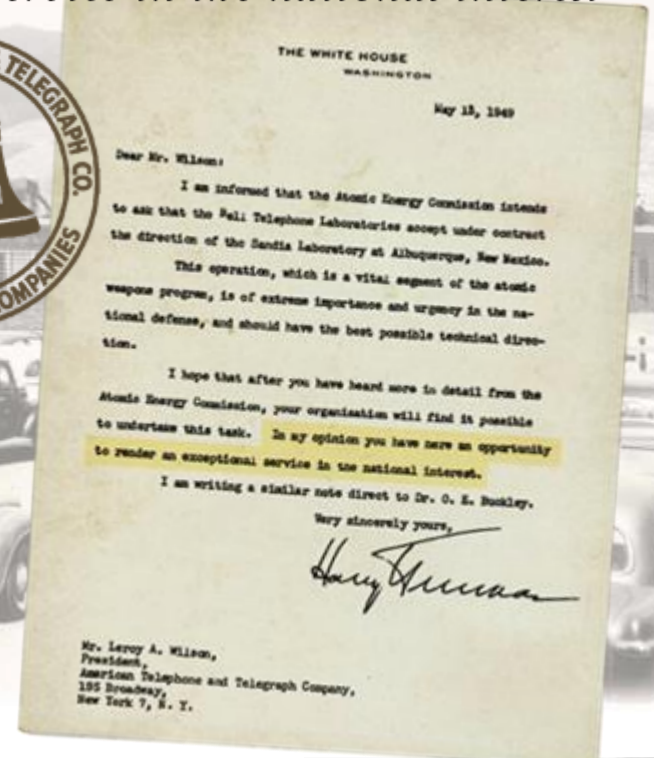 THE WHITE HOUSE
WASHINGTON
May 13, 1949
TELEGRAPH CO.
COMPANIES
Dear Mr. Wilson:
I am informed that the Atomic Energy Commission intends
to ask that the Bell Telephone Laboratories accept under contract
the direction of the Sandia Laboratory at Albuquerque, New Mexico.
This operation, which is a vital segment of the atomic
weapons program, is of extreme importance and urgency in the na-
tional defense, and should have the best possible technical direc-
tion.
I hope that after you have heard more in detail from the
Atomic Energy Commission, your organization will find it possible
to undertake this task. In my opinion you have here an opportunity
to render an exceptional service in the national interest.
I am writing a similar note direct to Dr. O. E. Buckley.
Very sincerely yours,
Harry Truman
Mr. Leroy A. Wilson,
President,
American Telephone and Telegraph Company,
195 Broadway,
New York 7, N. Y.